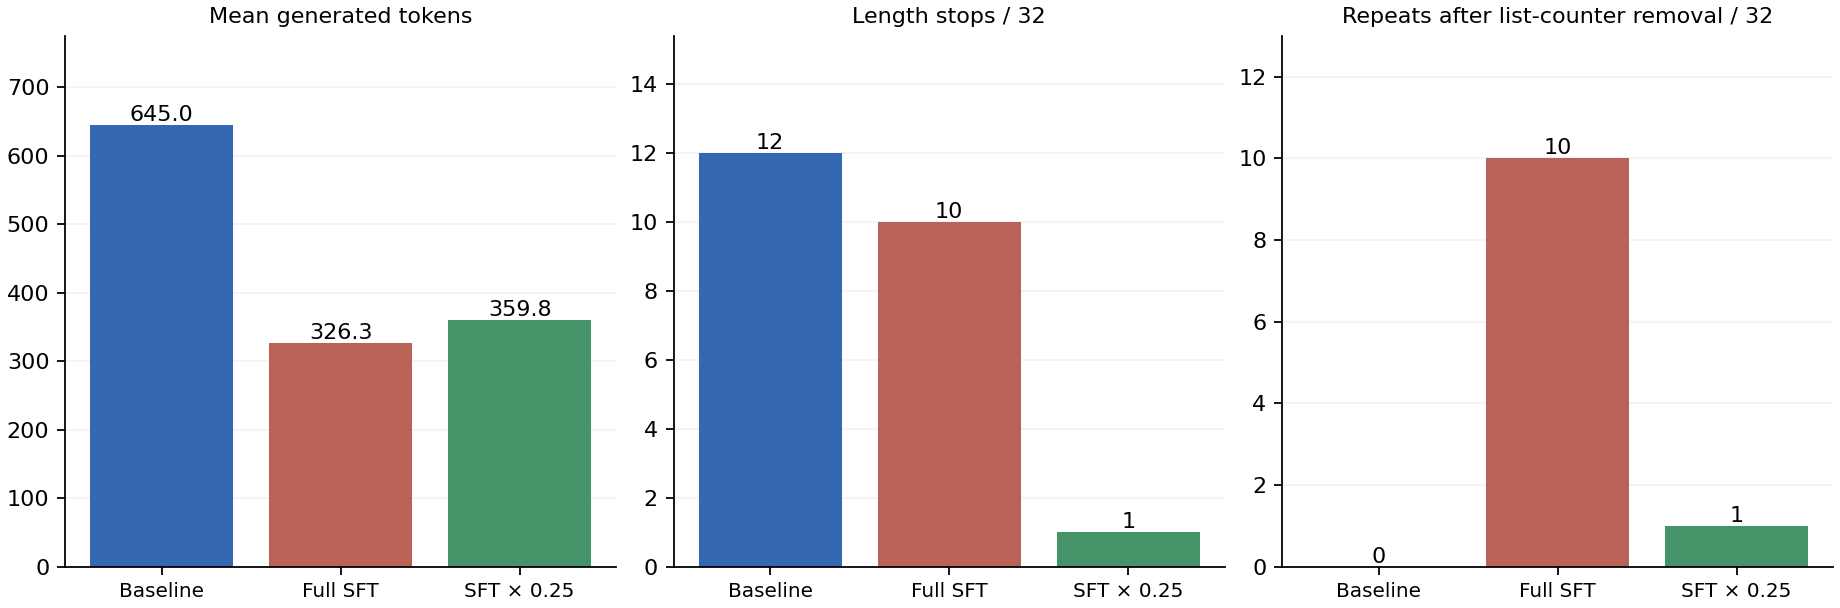 Mean generated tokens
700
600
500
400
300
200
100
0
645.0
326.3
359.8
Baseline
Full SFT
SFT × 0.25
Length stops / 32
14
12
10
8
6
4
2
0
12
10
1
Baseline
Full SFT
SFT × 0.25
Repeats after list-counter removal / 32
12
10
8
6
4
2
0
0
10
1
Baseline
Full SFT
SFT × 0.25